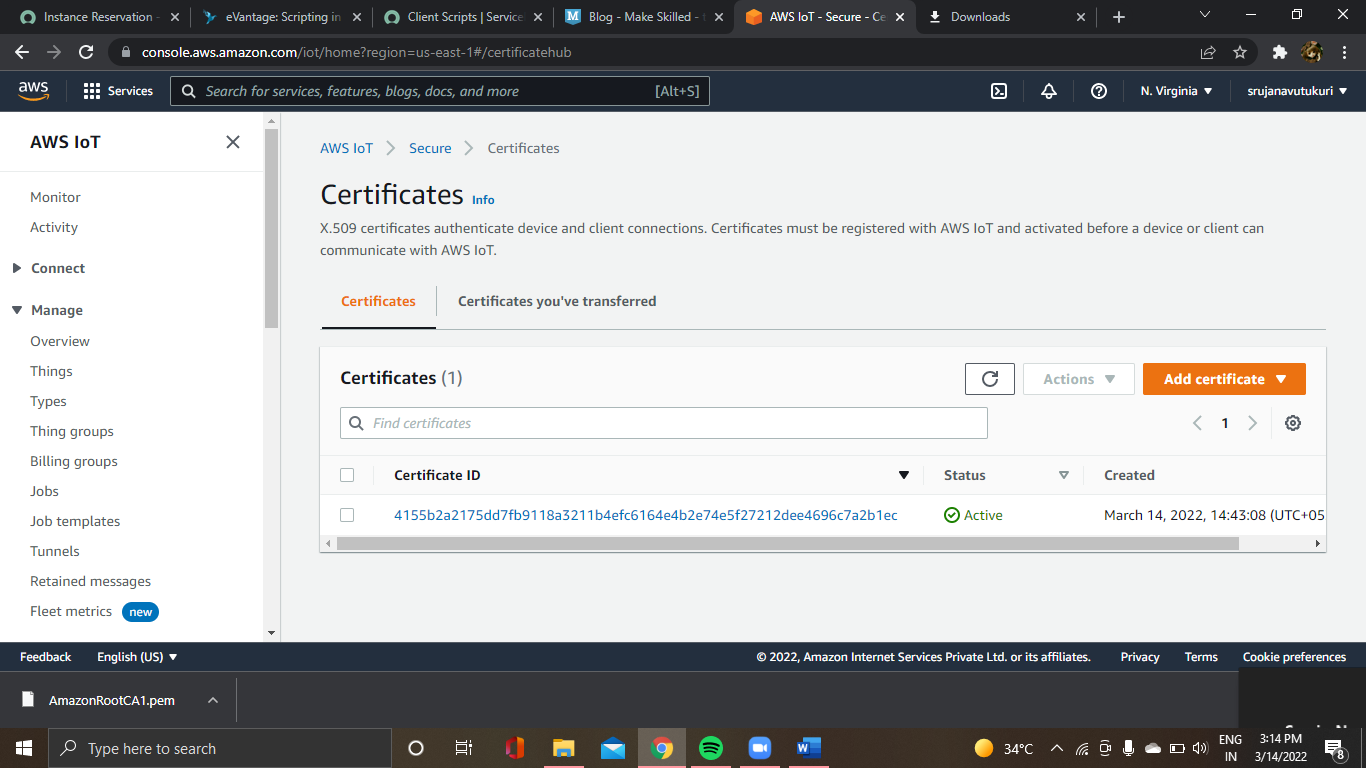 Instance Reservation -
eVantage: Scripting in
Client Scripts | Service
Blog - Make Skilled - t
AWS IoT - Secure - Ce
Downloads
console.aws.amazon.com/iot/home?region=us-east-1#/certificatehub
aws
Services
Search for services, features, blogs, docs, and more
[Alt+S]
N. Virginia
srujanavutukuri
AWS IoT
Monitor
Activity
Connect
Manage
Overview
Things
Types
Thing groups
Billing groups
Jobs
Job templates
Tunnels
Retained messages
Fleet metrics new
AWS IoT
Secure
Certificates
Certificates Info
X.509 certificates authenticate device and client connections. Certificates must be registered with AWS IoT and activated before a device or client can
communicate with AWS IoT.
Certificates
Certificates you've transferred
Certificates (1)
Actions
Add certificate
Find certificates
1
Certificate ID
Status
Created
4155b2a2175dd7fb9118a3211b4efc6164e4b2e74e5f27212dee4696c7a2b1ec
Active
March 14, 2022, 14:43:08 (UTC+05
Feedback
English (US)
© 2022, Amazon Internet Services Private Ltd. or its affiliates.
Privacy
Terms
Cookie preferences
AmazonRootCA1.pem
Type here to search
34°C
ENG
IN
3:14 PM
3/14/2022
8